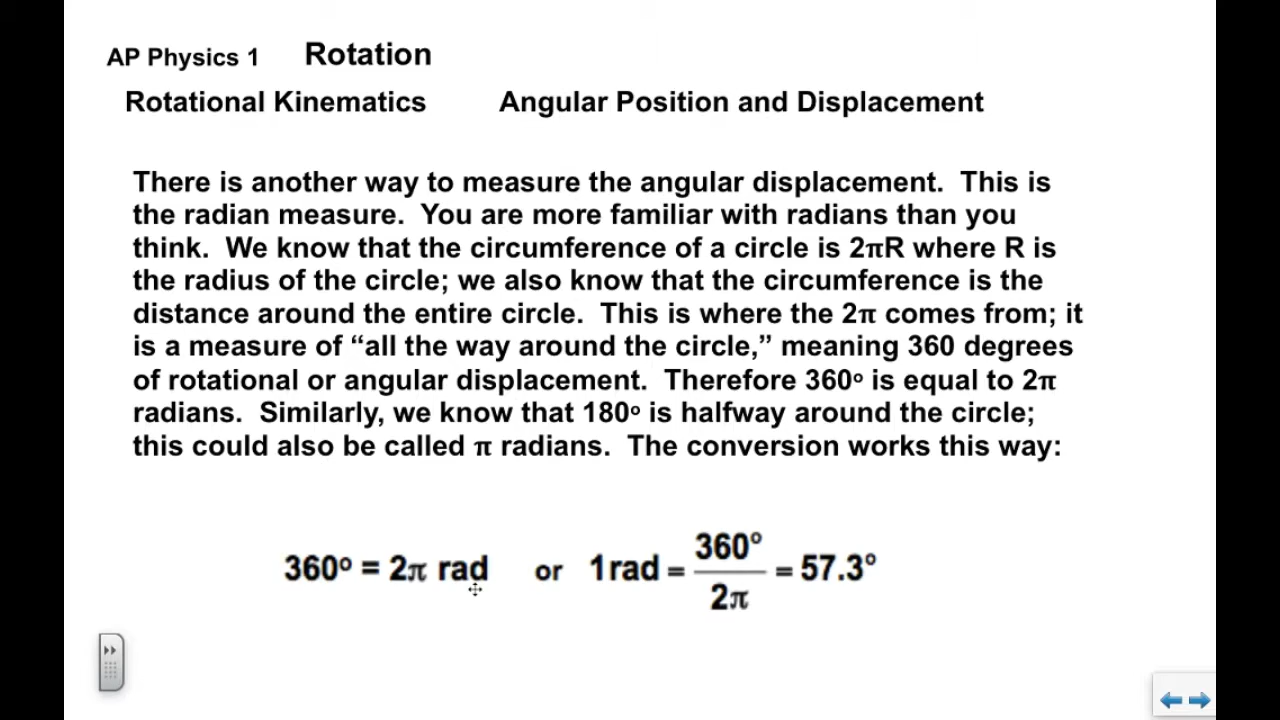 AP Physics 1 Rotation
Rotational Kinematics Angular Position and Displacement
There is another way to measure the angular displacement. This is
the radian measure. You are more familiar with radians than you
think. We know that the circumference of a circle is 2πR where R is
the radius of the circle; we also know that the circumference is the
distance around the entire circle. This is where the 2π comes from; it
is a measure of “all the way around the circle,” meaning 360 degrees
of rotational or angular displacement. Therefore 360º is equal to 2π
radians. Similarly, we know that 180º is halfway around the circle;
this could also be called π radians. The conversion works this way:
360º = 2π rad or 1 rad = 360° / 2π = 57.3°